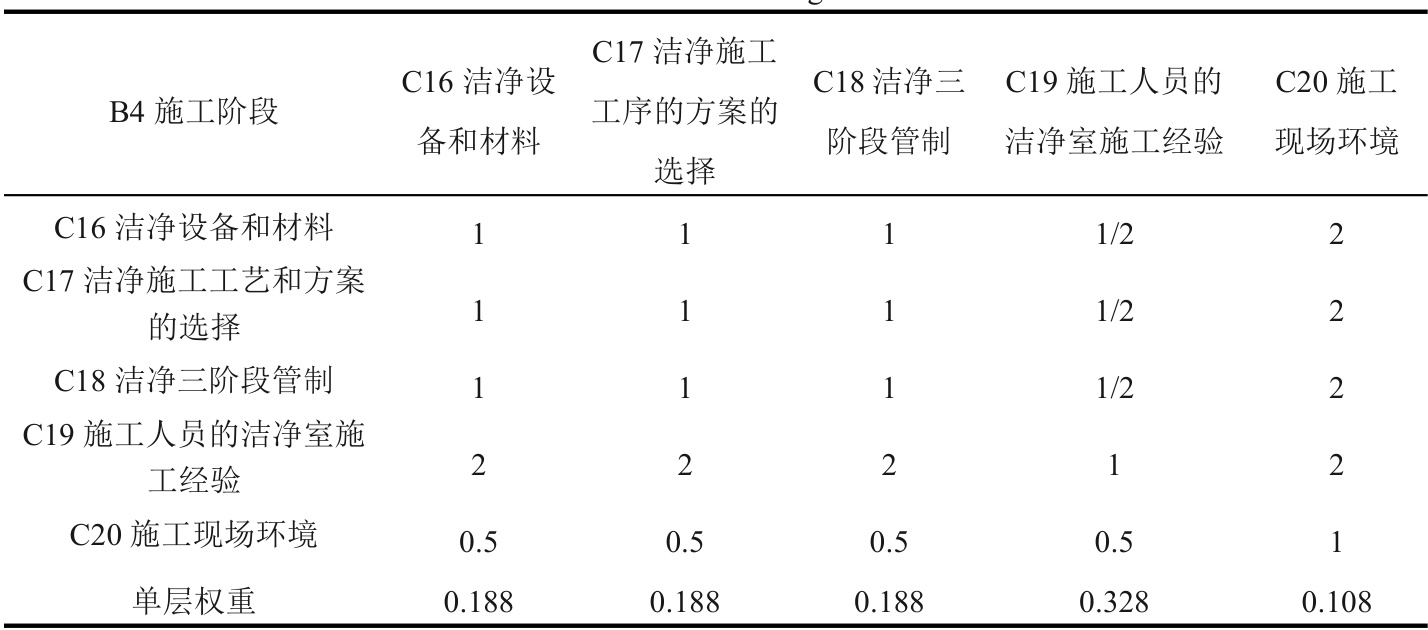 B4 施工阶段 C16 洁净设备和材料 C17 洁净施工工序的方案的选择 C18 洁净三阶段管制 C19 施工人员的洁净室施工经验 C20 施工现场环境
C16 洁净设备和材料 1 1 1 1/2 2
C17 洁净施工工艺和方案的选择 1 1 1 1/2 2
C18 洁净三阶段管制 1 1 1 1/2 2
C19 施工人员的洁净室施工经验 2 2 2 1 2
C20 施工现场环境 0.5 0.5 0.5 0.5 1
单层权重 0.188 0.188 0.188 0.328 0.108